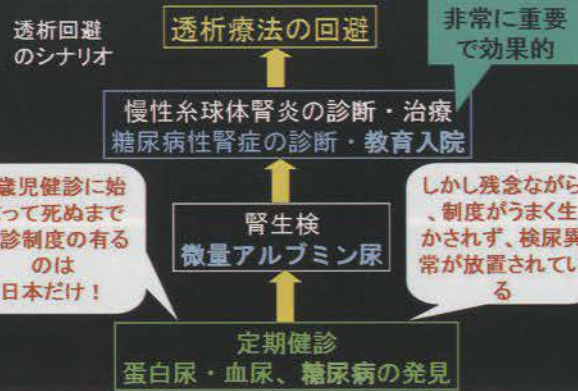 透析回避
のシナリオ
透析療法の回避
非常に重要
で効果的
慢性糸球体腎炎の診断・治療
糖尿病性腎症の診断・教育入院
歳児健診に始
って死ぬまで
診制度の有る
のは
日本だけ！
腎生検
微量アルブミン尿
しかし残念ながら
、制度がうまく生
かされず、検尿異
常が放置されてい
る
定期健診
蛋白尿・血尿、糖尿病の発見